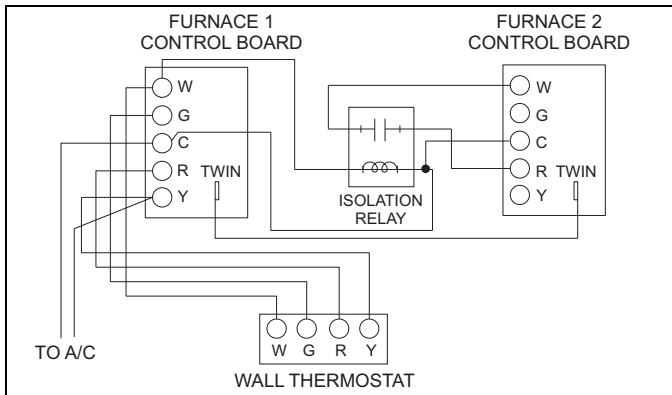 FURNACE 1
CONTROL BOARD
W
G
C
R
Y
TWIN
ISOLATION
RELAY
FURNACE 2
CONTROL BOARD
W
G
C
R
Y
TWIN
TO A/C
W G R Y
WALL THERMOSTAT